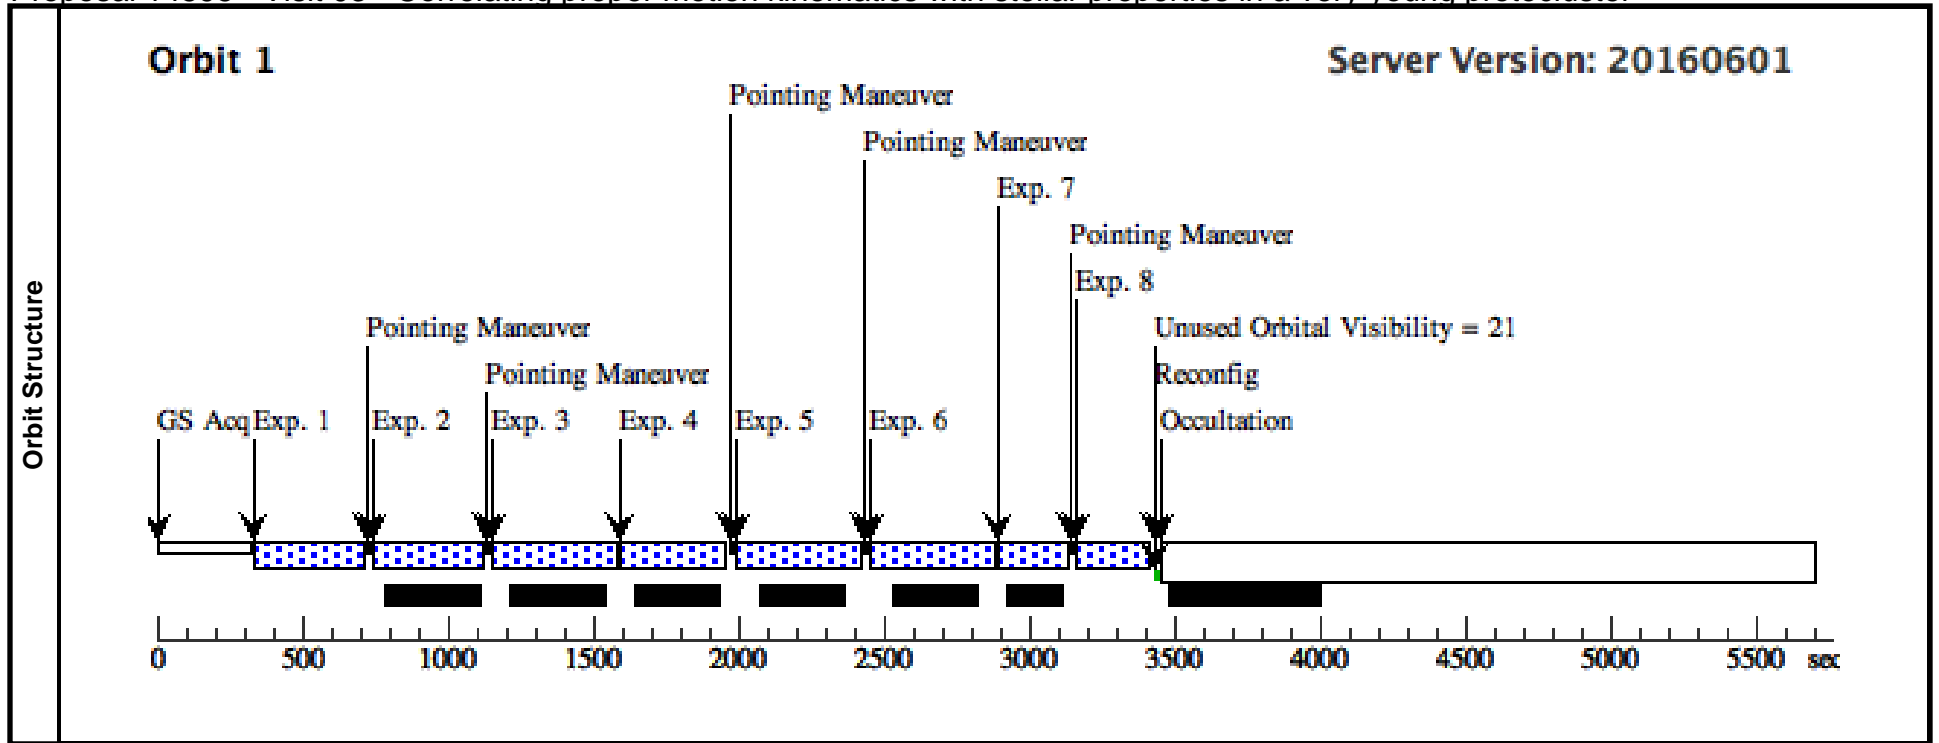 Orbit 1
Server Version: 20160601
Pointing Maneuver
Pointing Maneuver
Exp. 7
Pointing Maneuver
Exp. 8
Pointing Maneuver
Unused Orbital Visibility = 21
Pointing Maneuver
Reconfig
GS Acq Exp. 1 Exp. 2 Exp. 3 Exp. 4 Exp. 5 Exp. 6 Occultation
Orbit Structure
0 500 1000 1500 2000 2500 3000 3500 4000 4500 5000 5500 sec